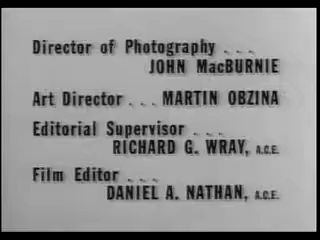 Director of Photography . . .
JOHN MacBURNIE
Art Director . . . MARTIN OBZINA
Editorial Supervisor . . .
RICHARD G. WRAY, A.C.E.
Film Editor . . .
DANIEL A. NATHAN, A.C.E.